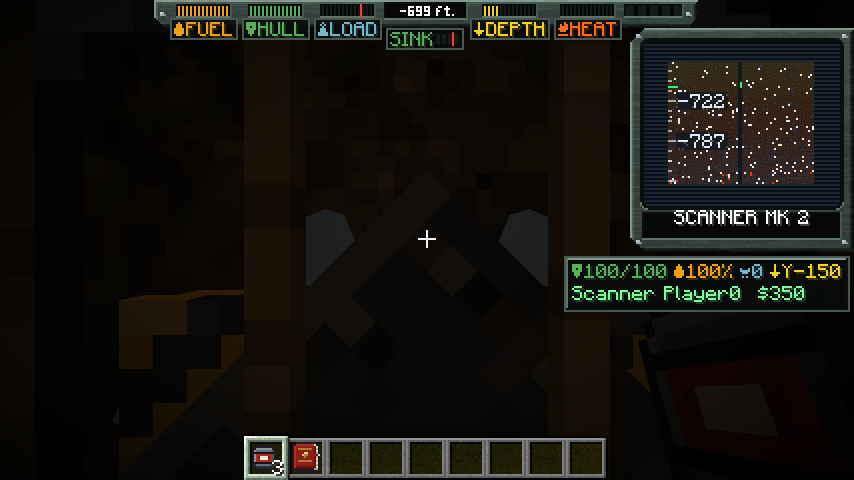 -699 ft.
FUEL HULL LOAD SINK DEPTH HEAT
-722
-787
SCANNER MK 2
100/100 100% 0 Y-150
Scanner Player0 $350
3